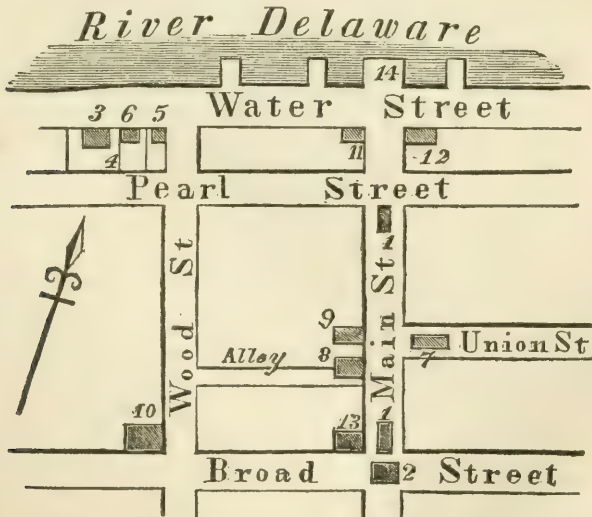 River Delaware
14
Water Street
3 6 5
4
11
12
Pearl Street
1
Wood St
Main St
9
8
Alley
7
Union St
10
13
1
Broad Street
2